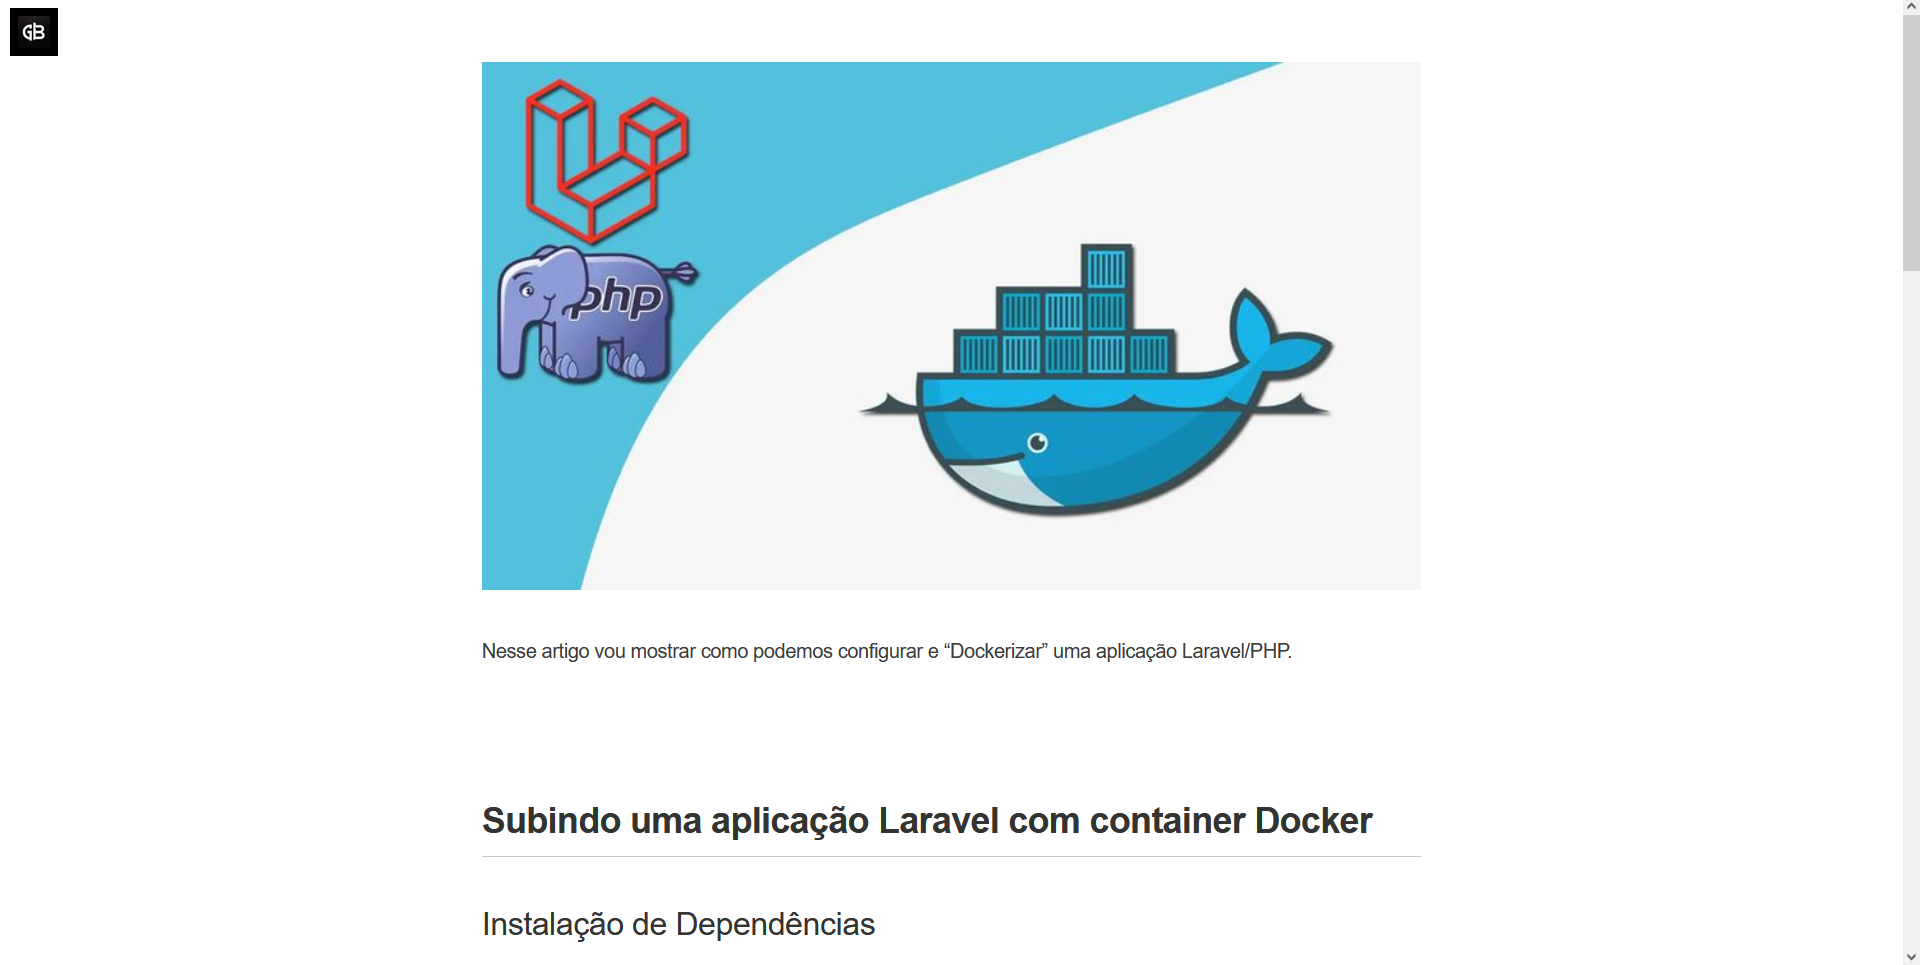 GB
php
Nesse artigo vou mostrar como podemos configurar e “Dockerizar” uma aplicação Laravel/PHP.
Subindo uma aplicação Laravel com container Docker
Instalação de Dependências